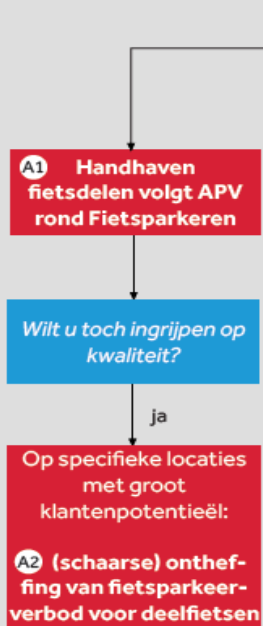 A1 Handhaven
fietsdelen volgt APV
rond Fietsparkeren
Wilt u toch ingrijpen op
kwaliteit?
ja
Op specifieke locaties
met groot
klantenpotentieël:
A2 (schaarse) onthef-
fing van fietsparkeer-
verbod voor deelfietsen